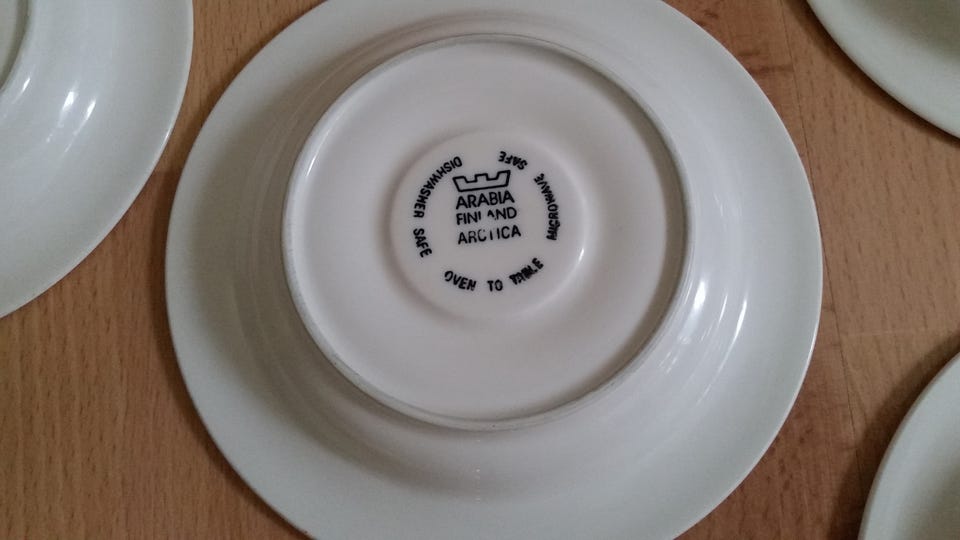 ARABIA
FINLAND
ARCTICA
DISHWASHER SAFE
OVEN TO TABLE
MICROWAVE SAFE